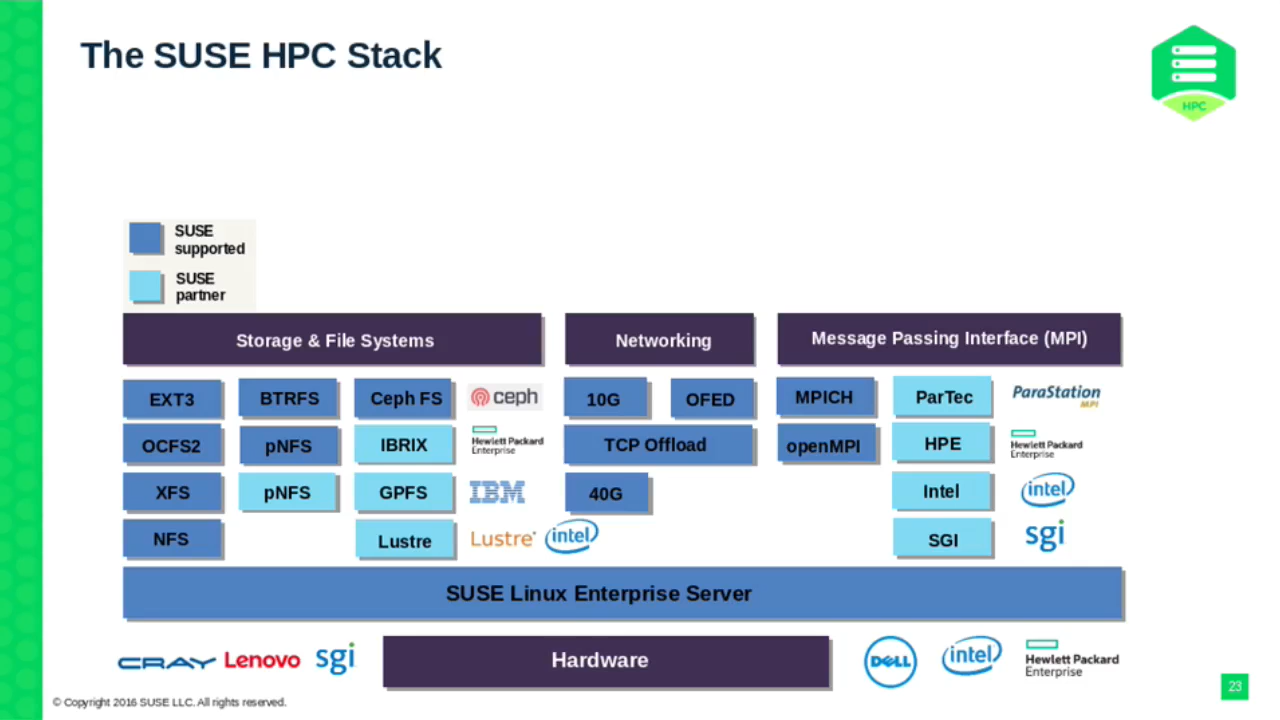 The SUSE HPC Stack
HPC
SUSE
supported
SUSE
partner
Storage & File Systems
Networking
Message Passing Interface (MPI)
EXT3
BTRFS
Ceph FS
ceph
10G
OFED
MPICH
ParTec
ParaStation
MPI
OCFS2
pNFS
IBRIX
Hewlett Packard
Enterprise
TCP Offload
openMPI
HPE
Hewlett Packard
Enterprise
XFS
pNFS
GPFS
IBM
40G
Intel
intel
NFS
Lustre
Lustre
intel
SGI
sgi
SUSE Linux Enterprise Server
CRAY
Lenovo
sgi
Hardware
DELL
intel
Hewlett Packard
Enterprise
© Copyright 2016 SUSE LLC. All rights reserved.
23